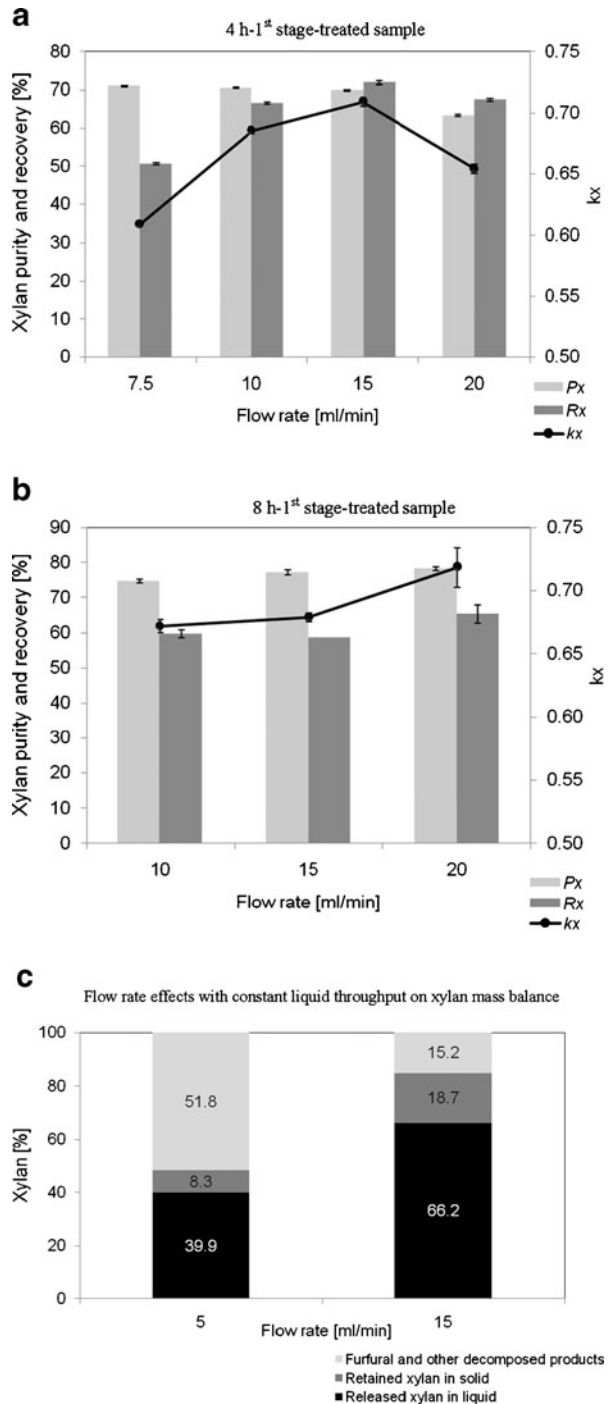 a
4 h-1st stage-treated sample
80
70
60
50
40
30
20
10
0
Xylan purity and recovery [%]
0.75
0.70
0.65
0.60
0.55
0.50
kx
7.5 10 15 20
Flow rate [ml/min]
Px
Rx
kx
b
8 h-1st stage-treated sample
90
80
70
60
50
40
30
20
10
0
Xylan purity and recovery [%]
0.75
0.70
0.65
0.60
0.55
0.50
kx
10 15 20
Flow rate [ml/min]
Px
Rx
kx
c
Flow rate effects with constant liquid throughput on xylan mass balance
100
80
60
40
20
0
Xylan [%]
51.8
8.3
39.9
15.2
18.7
66.2
5 15
Flow rate [ml/min]
Furfural and other decomposed products
Retained xylan in solid
Released xylan in liquid